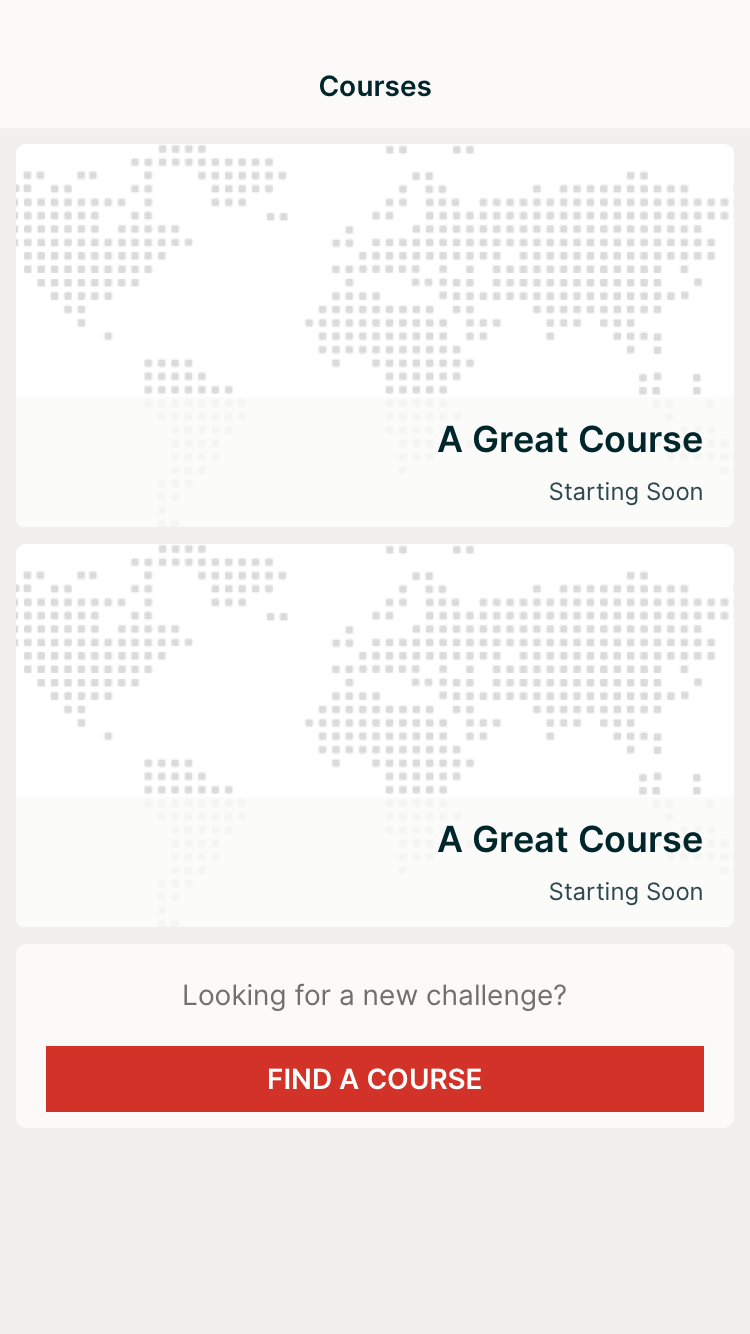 Courses
A Great Course
Starting Soon
A Great Course
Starting Soon
Looking for a new challenge?
FIND A COURSE